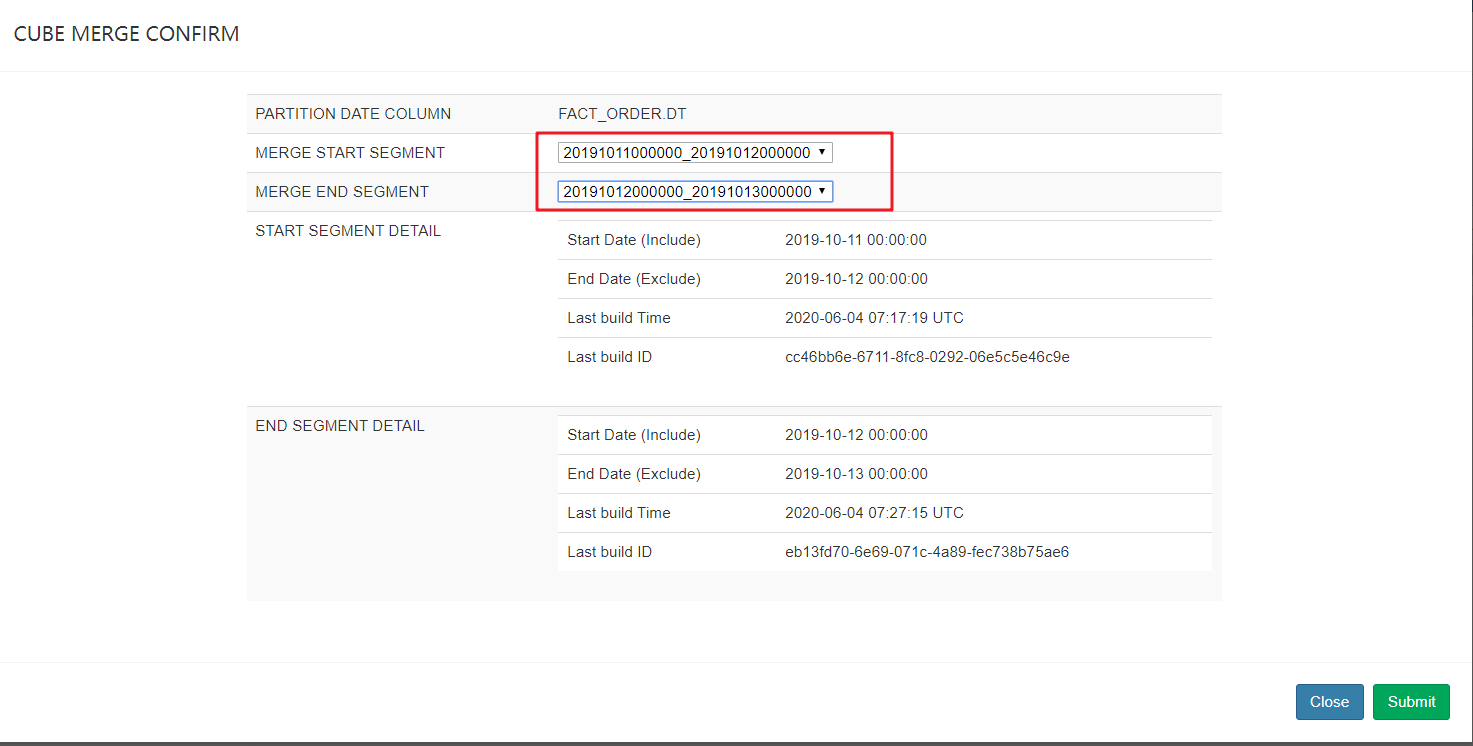 CUBE MERGE CONFIRM
PARTITION DATE COLUMN FACT_ORDER.DT
MERGE START SEGMENT 20191011000000_20191012000000
MERGE END SEGMENT 20191012000000_20191013000000
START SEGMENT DETAIL
Start Date (Include) 2019-10-11 00:00:00
End Date (Exclude) 2019-10-12 00:00:00
Last build Time 2020-06-04 07:17:19 UTC
Last build ID cc46bb6e-6711-8fc8-0292-06e5c5e46c9e
END SEGMENT DETAIL
Start Date (Include) 2019-10-12 00:00:00
End Date (Exclude) 2019-10-13 00:00:00
Last build Time 2020-06-04 07:27:15 UTC
Last build ID eb13fd70-6e69-071c-4a89-fec738b75ae6
Close Submit